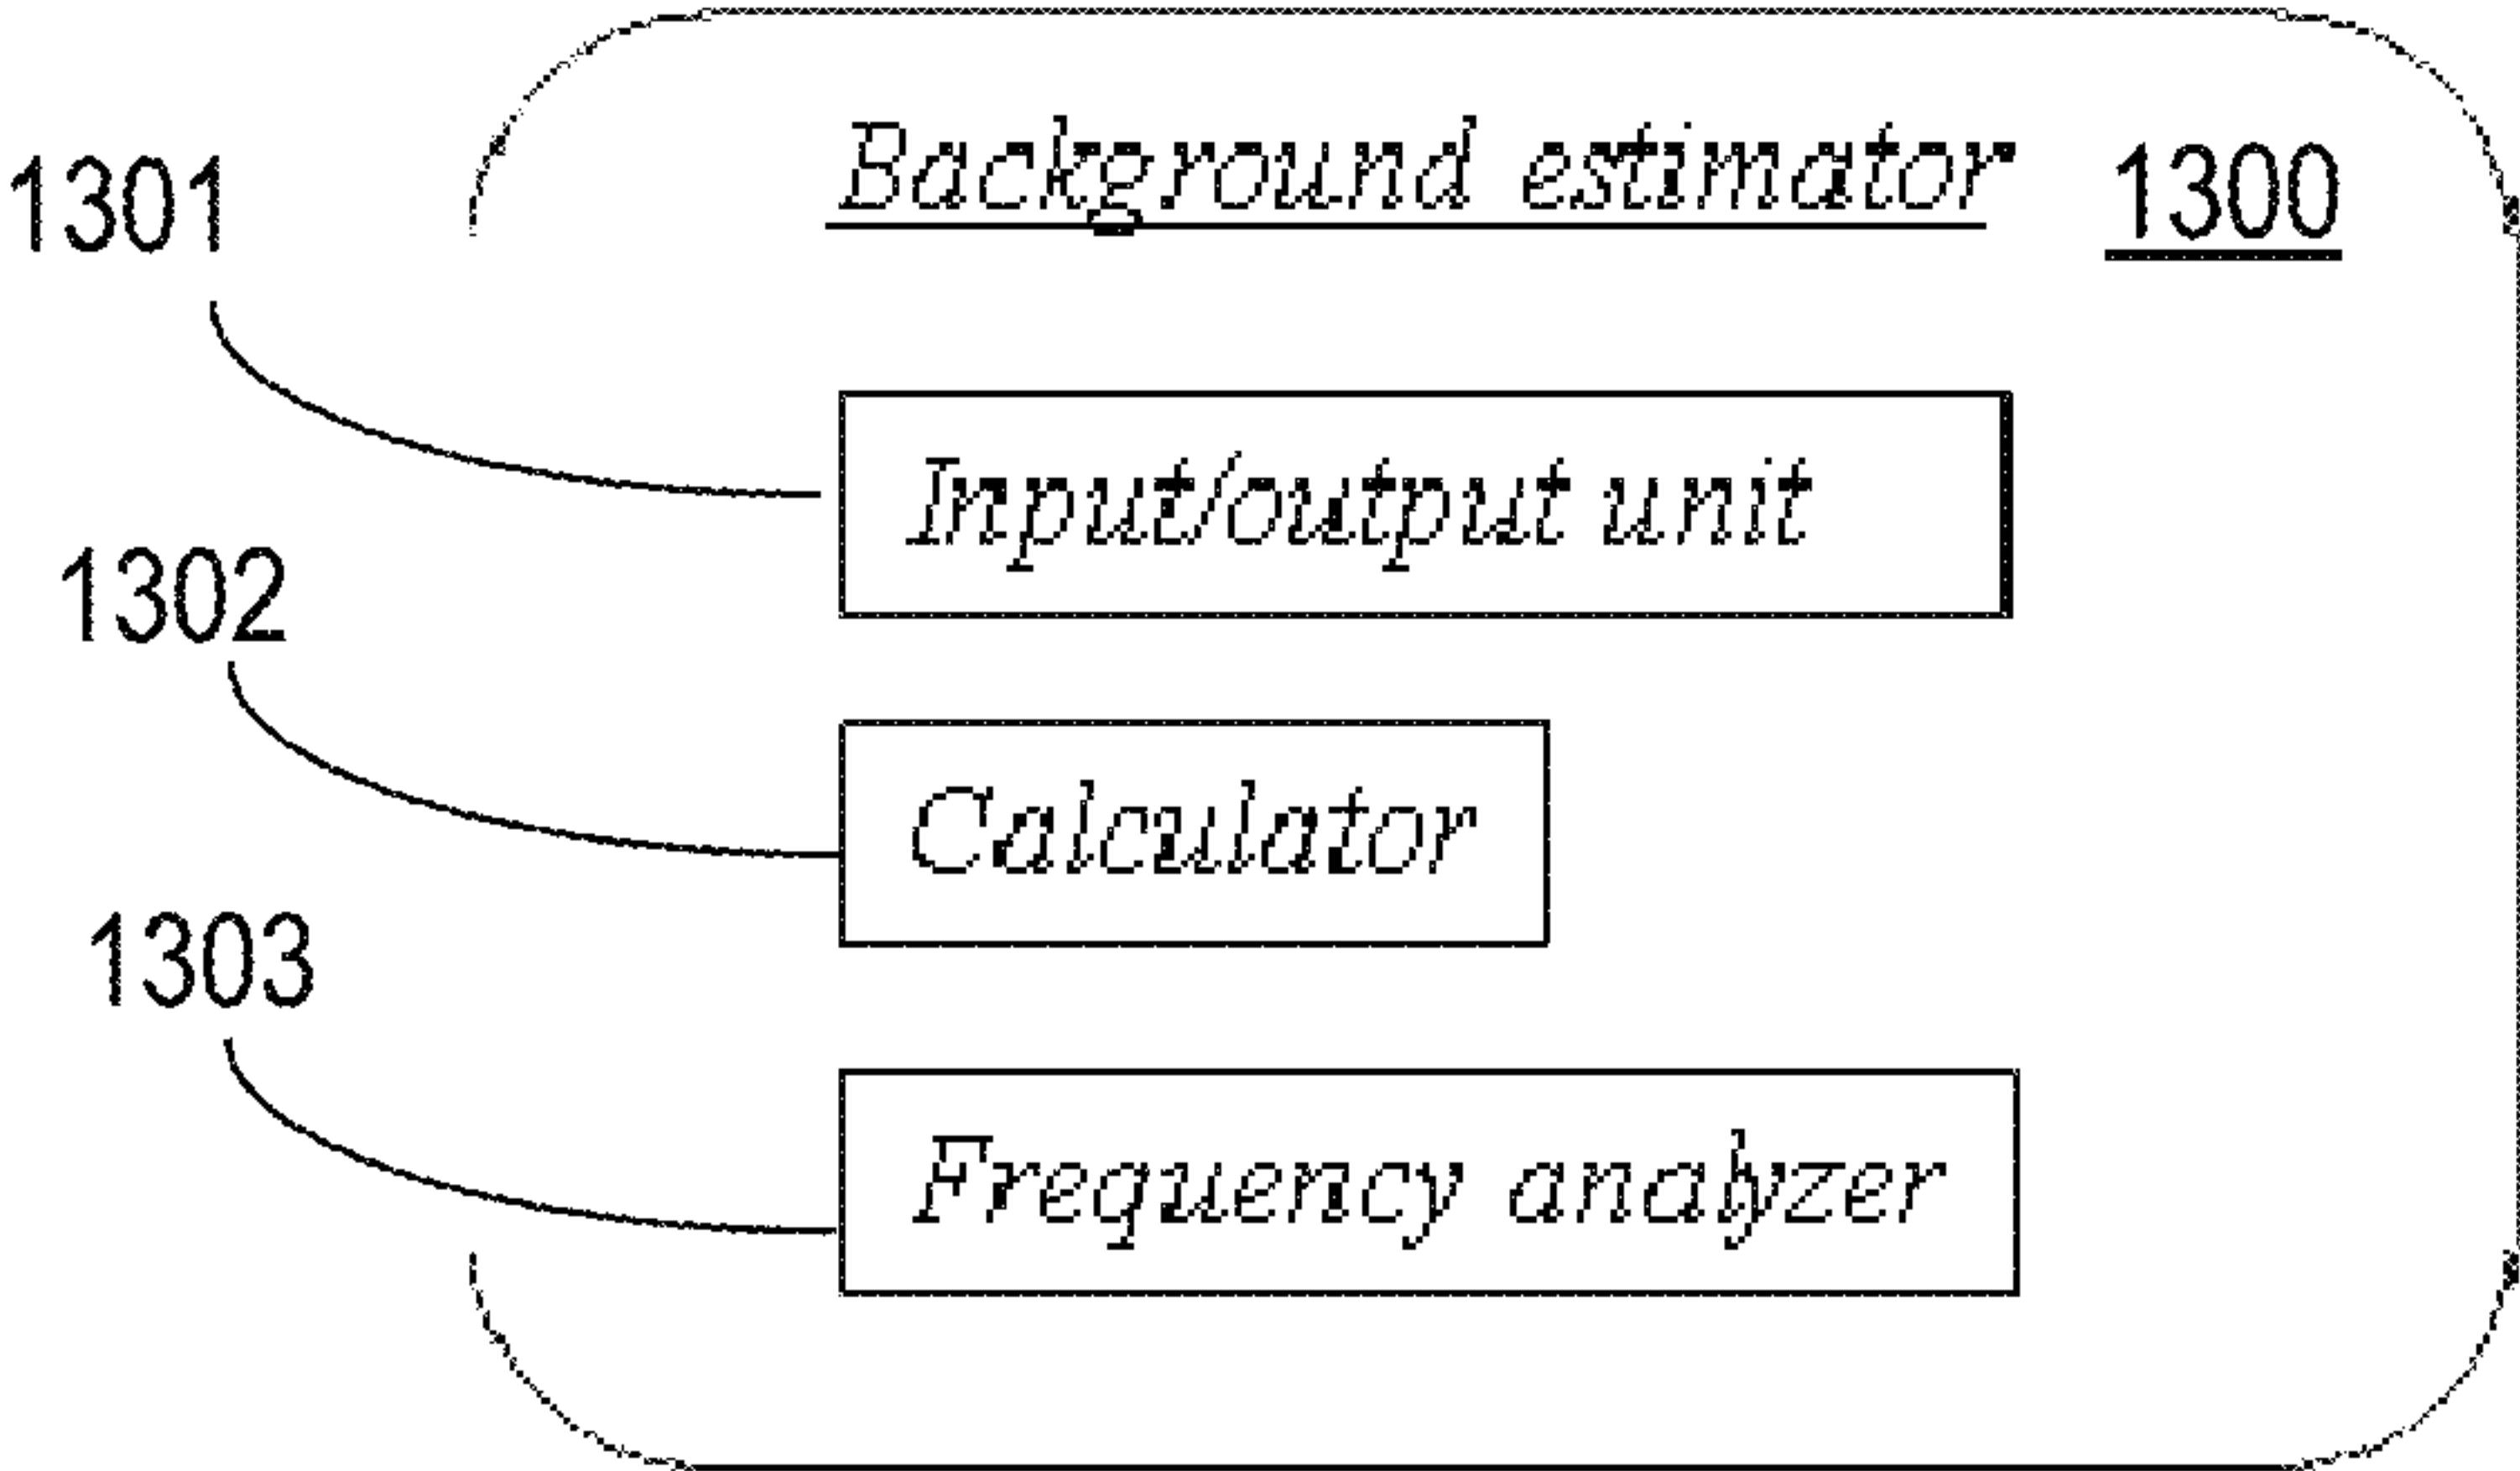 Background estimator 1300
1301
Input/output unit
1302
Calculator
1303
Frequency analyzer